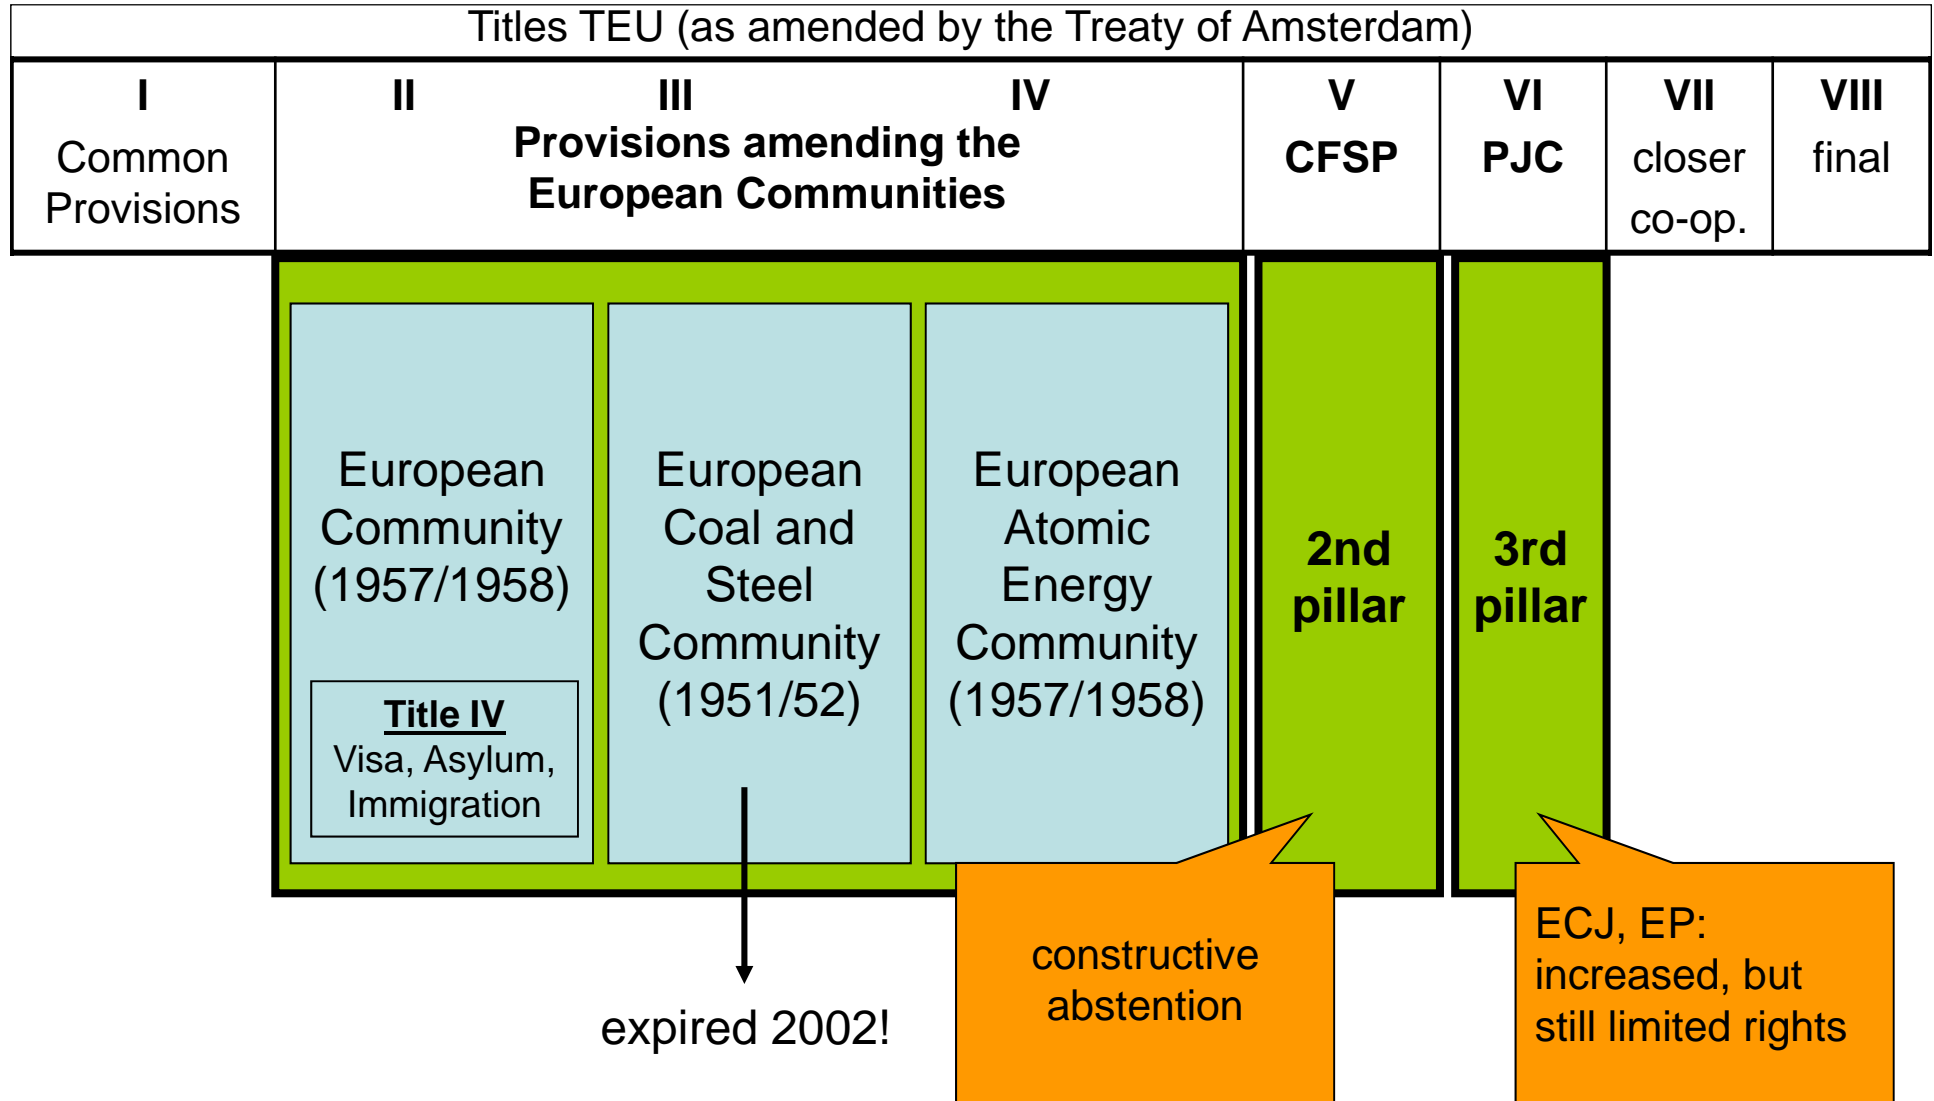 Titles TEU (as amended by the Treaty of Amsterdam)
I
Common
Provisions
II III IV
Provisions amending the
European Communities
V
CFSP
VI
PJC
VII
closer
co-op.
VIII
final
European
Community
(1957/1958)
Title IV
Visa, Asylum,
Immigration
European
Coal and
Steel
Community
(1951/52)
European
Atomic
Energy
Community
(1957/1958)
2nd
pillar
3rd
pillar
expired 2002!
constructive
abstention
ECJ, EP:
increased, but
still limited rights